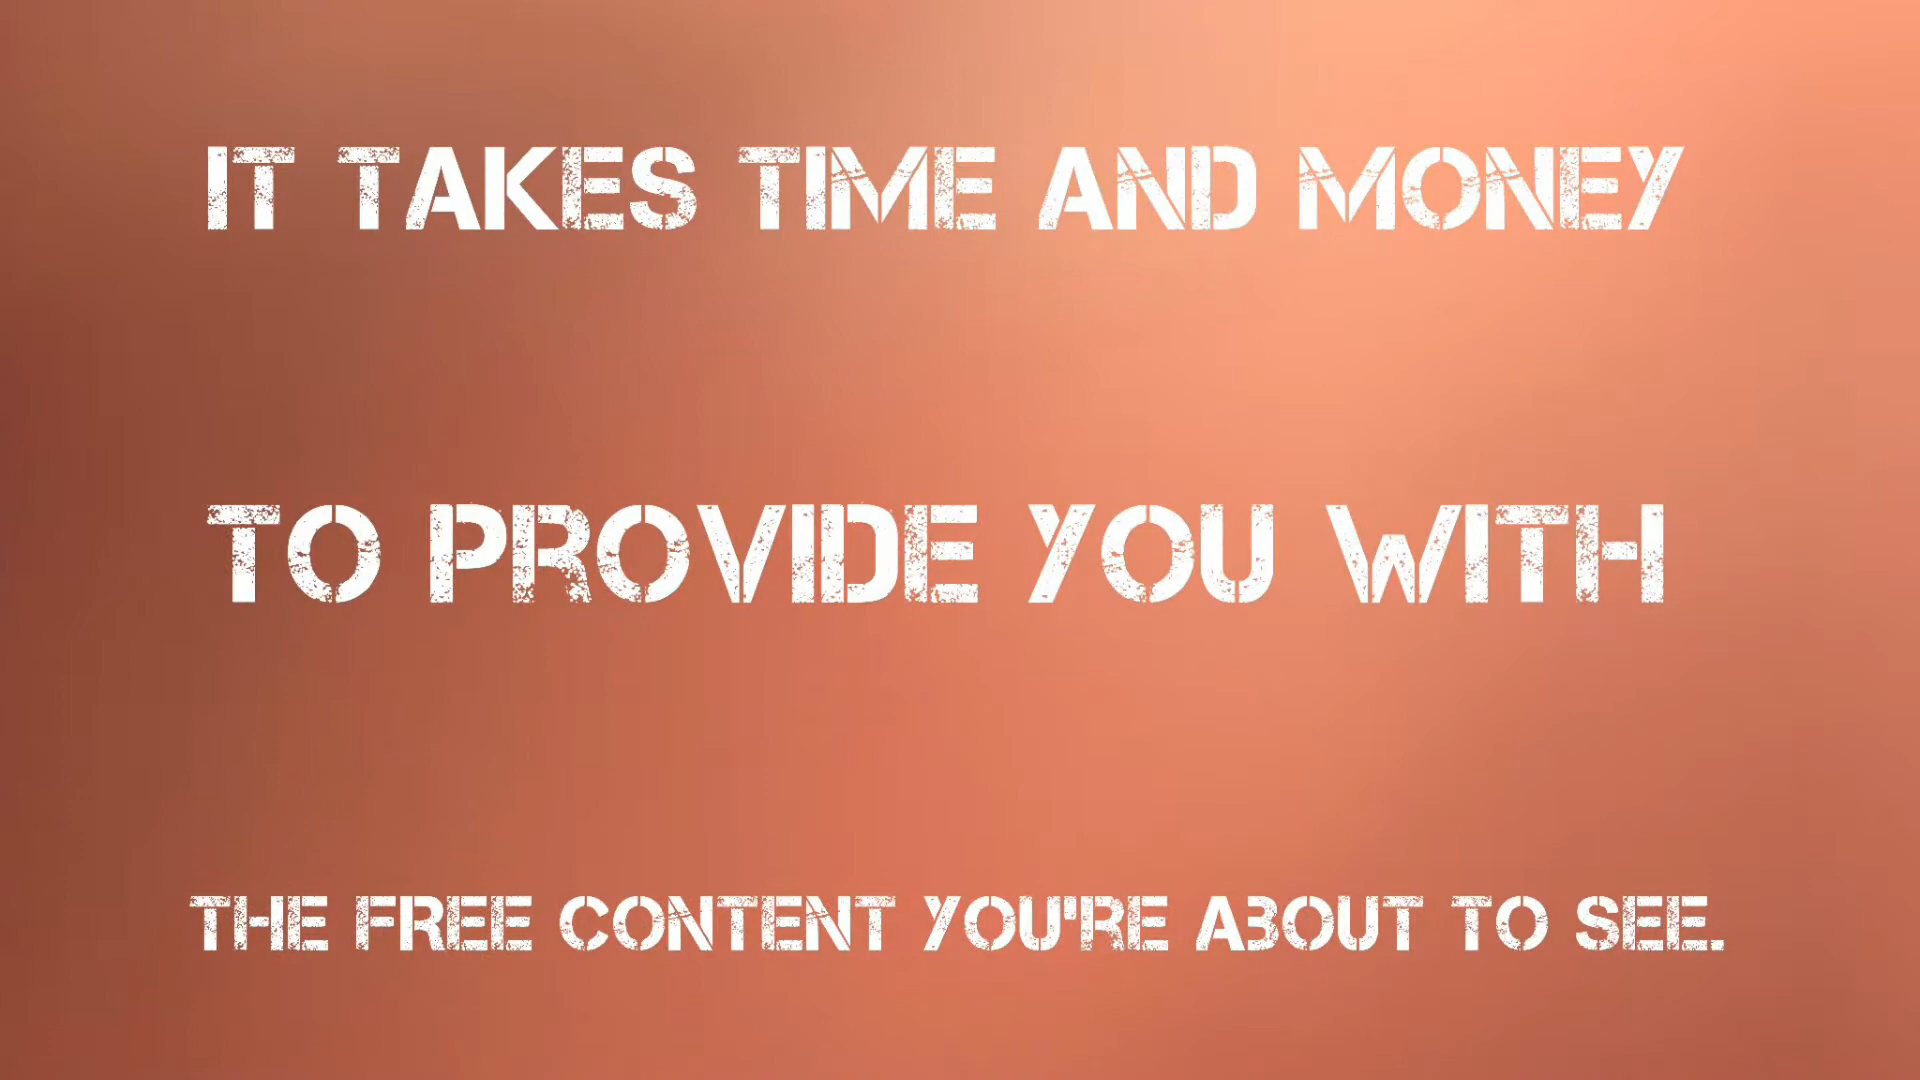 IT TAKES TIME AND MONEY
TO PROVIDE YOU WITH
THE FREE CONTENT YOU'RE ABOUT TO SEE.